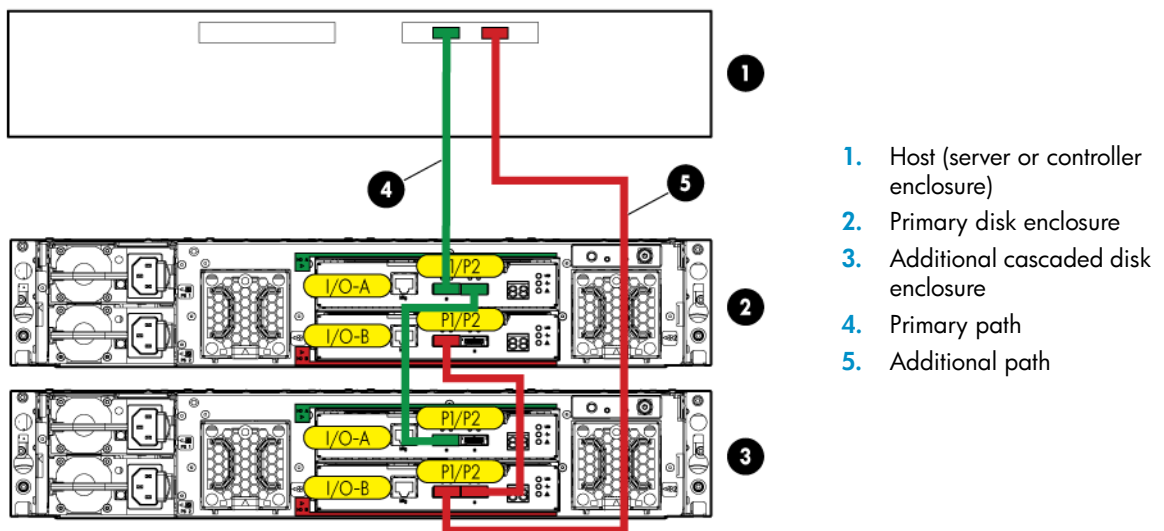 1
4
5
P1/P2
I/O-A
P1/P2
I/O-B
2
P1/P2
I/O-A
P1/P2
I/O-B
3
1. Host (server or controller
enclosure)
2. Primary disk enclosure
3. Additional cascaded disk
enclosure
4. Primary path
5. Additional path